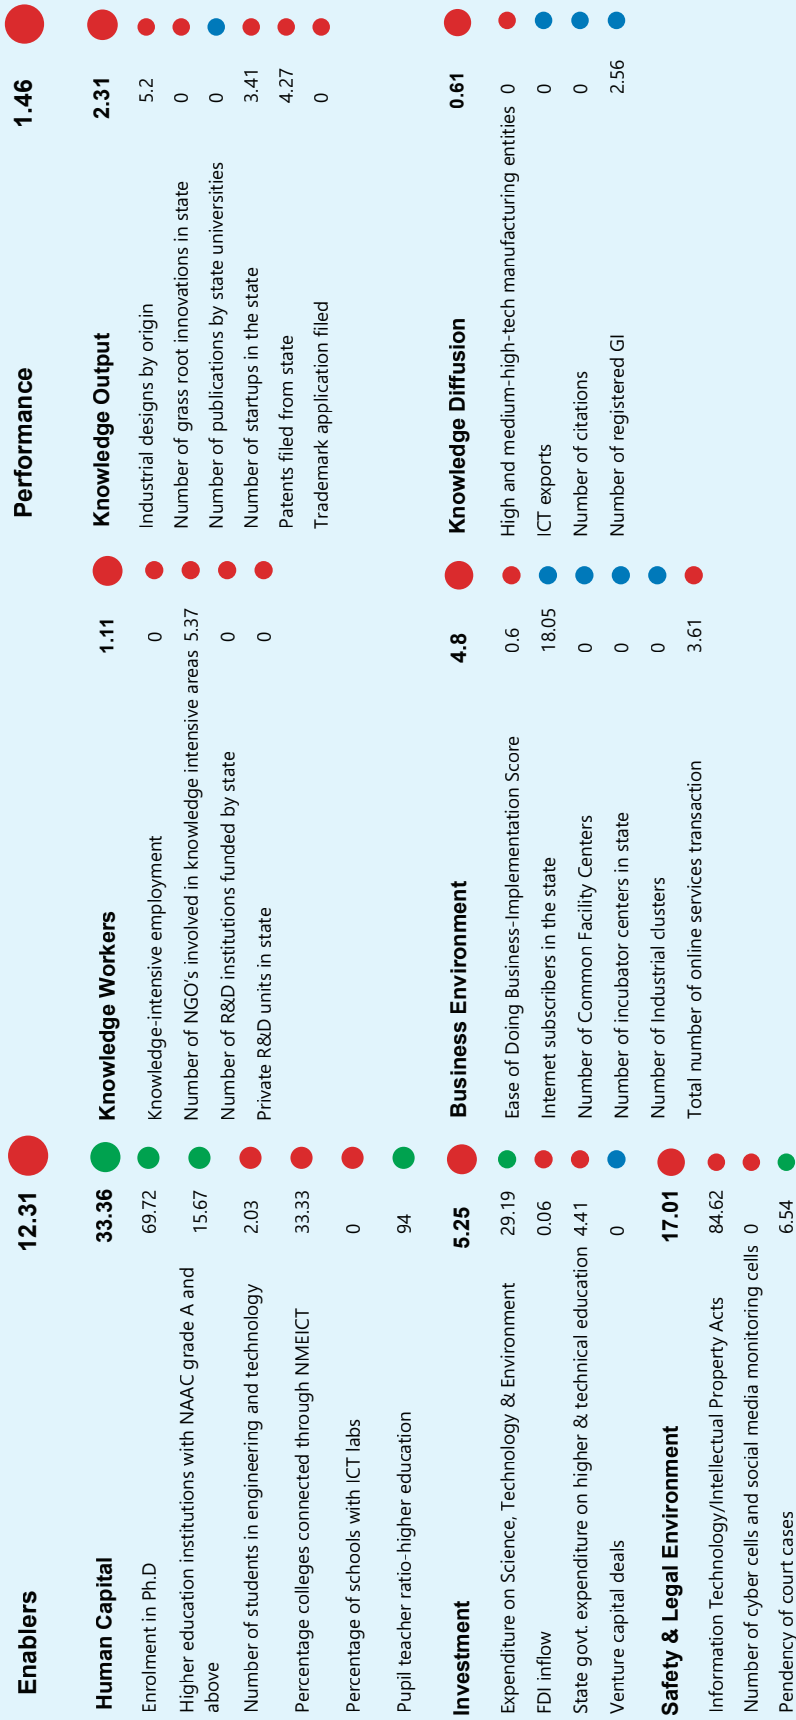 Enablers 12.31
Human Capital 33.36
Enrolment in Ph.D 69.72
Higher education institutions with NAAC grade A and
above 15.67
Number of students in engineering and technology 2.03
Percentage colleges connected through NMEICT 33.33
Percentage of schools with ICT labs 0
Pupil teacher ratio-higher education 94
Investment 5.25
Expenditure on Science, Technology & Environment 29.19
FDI inflow 0.06
State govt. expenditure on higher & technical education 4.41
Venture capital deals 0
Safety & Legal Environment 17.01
Information Technology/Intellectual Property Acts 84.62
Number of cyber cells and social media monitoring cells 0
Pendency of court cases 6.54
Knowledge Workers 1.11
Knowledge-intensive employment 0
Number of NGO's involved in knowledge intensive areas 5.37
Number of R&D institutions funded by state 0
Private R&D units in state 0
Business Environment 4.8
Ease of Doing Business-Implementation Score 0.6
Internet subscribers in the state 18.05
Number of Common Facility Centers 0
Number of incubator centers in state 0
Number of Industrial clusters 0
Total number of online services transaction 3.61
Performance 1.46
Knowledge Output 2.31
Industrial designs by origin 5.2
Number of grass root innovations in state 0
Number of publications by state universities 0
Number of startups in the state 3.41
Patents filed from state 4.27
Trademark application filed 0
Knowledge Diffusion 0.61
High and medium-high-tech manufacturing entities 0
ICT exports 0
Number of citations 0
Number of registered GI 2.56